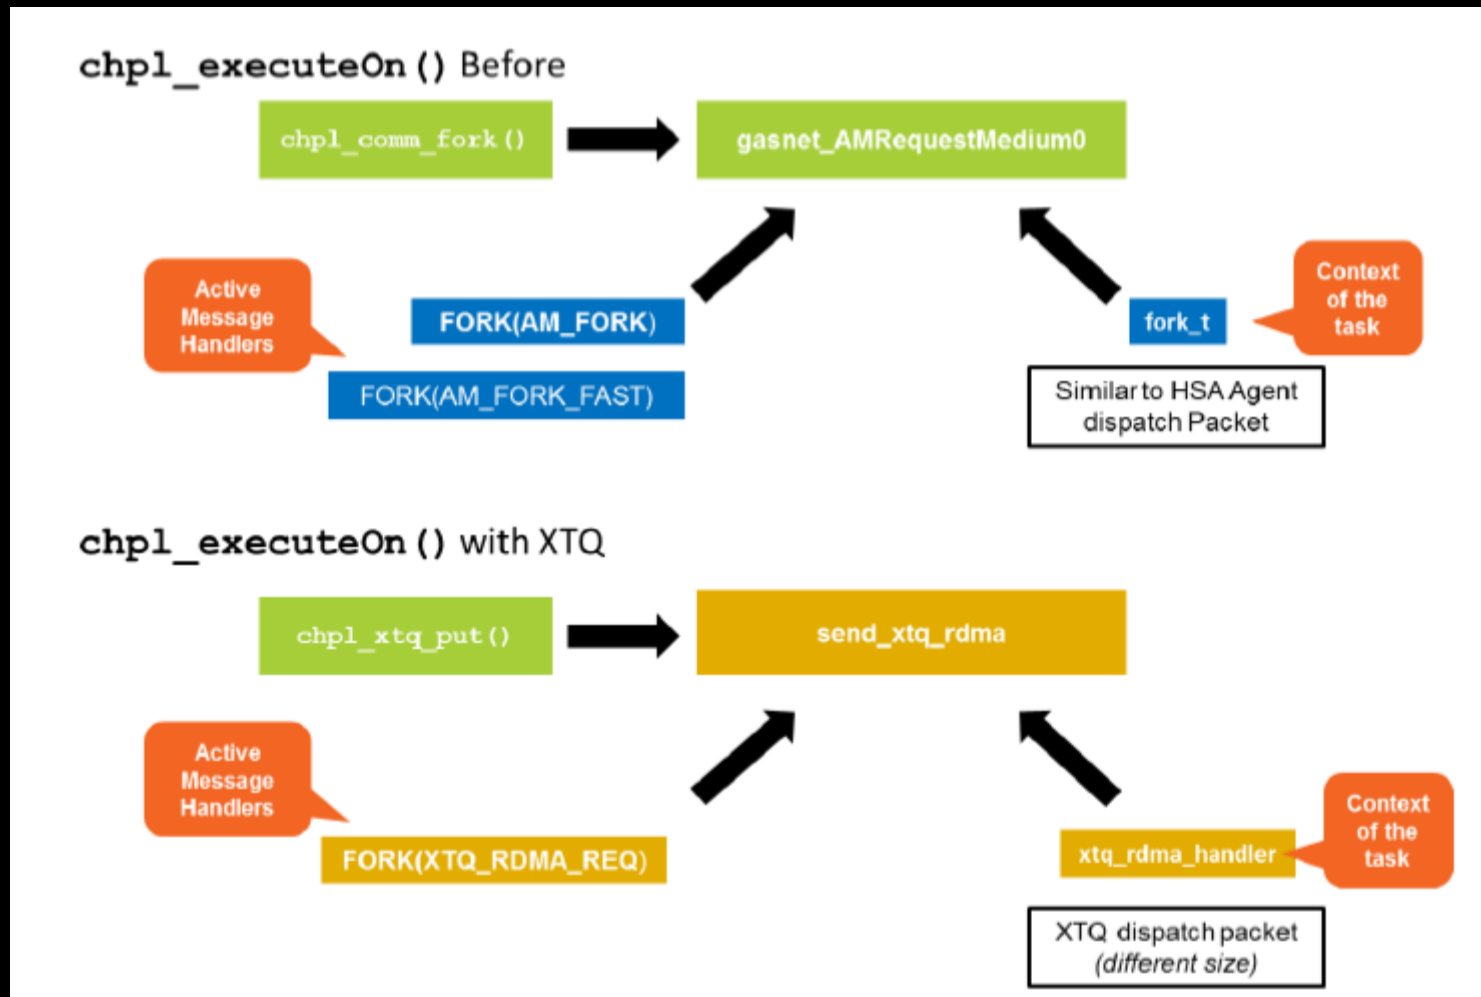 chpl_executeOn() Before
chpl_comm_fork()
gasnet_AMRequestMedium0
Active
Message
Handlers
FORK(AM_FORK)
FORK(AM_FORK_FAST)
fork_t
Context
of the
task
Similar to HSA Agent
dispatch Packet
chpl_executeOn() with XTQ
chpl_xtq_put()
send_xtq_rdma
Active
Message
Handlers
FORK(XTQ_RDMA_REQ)
xtq_rdma_handler
Context
of the
task
XTQ dispatch packet
(different size)